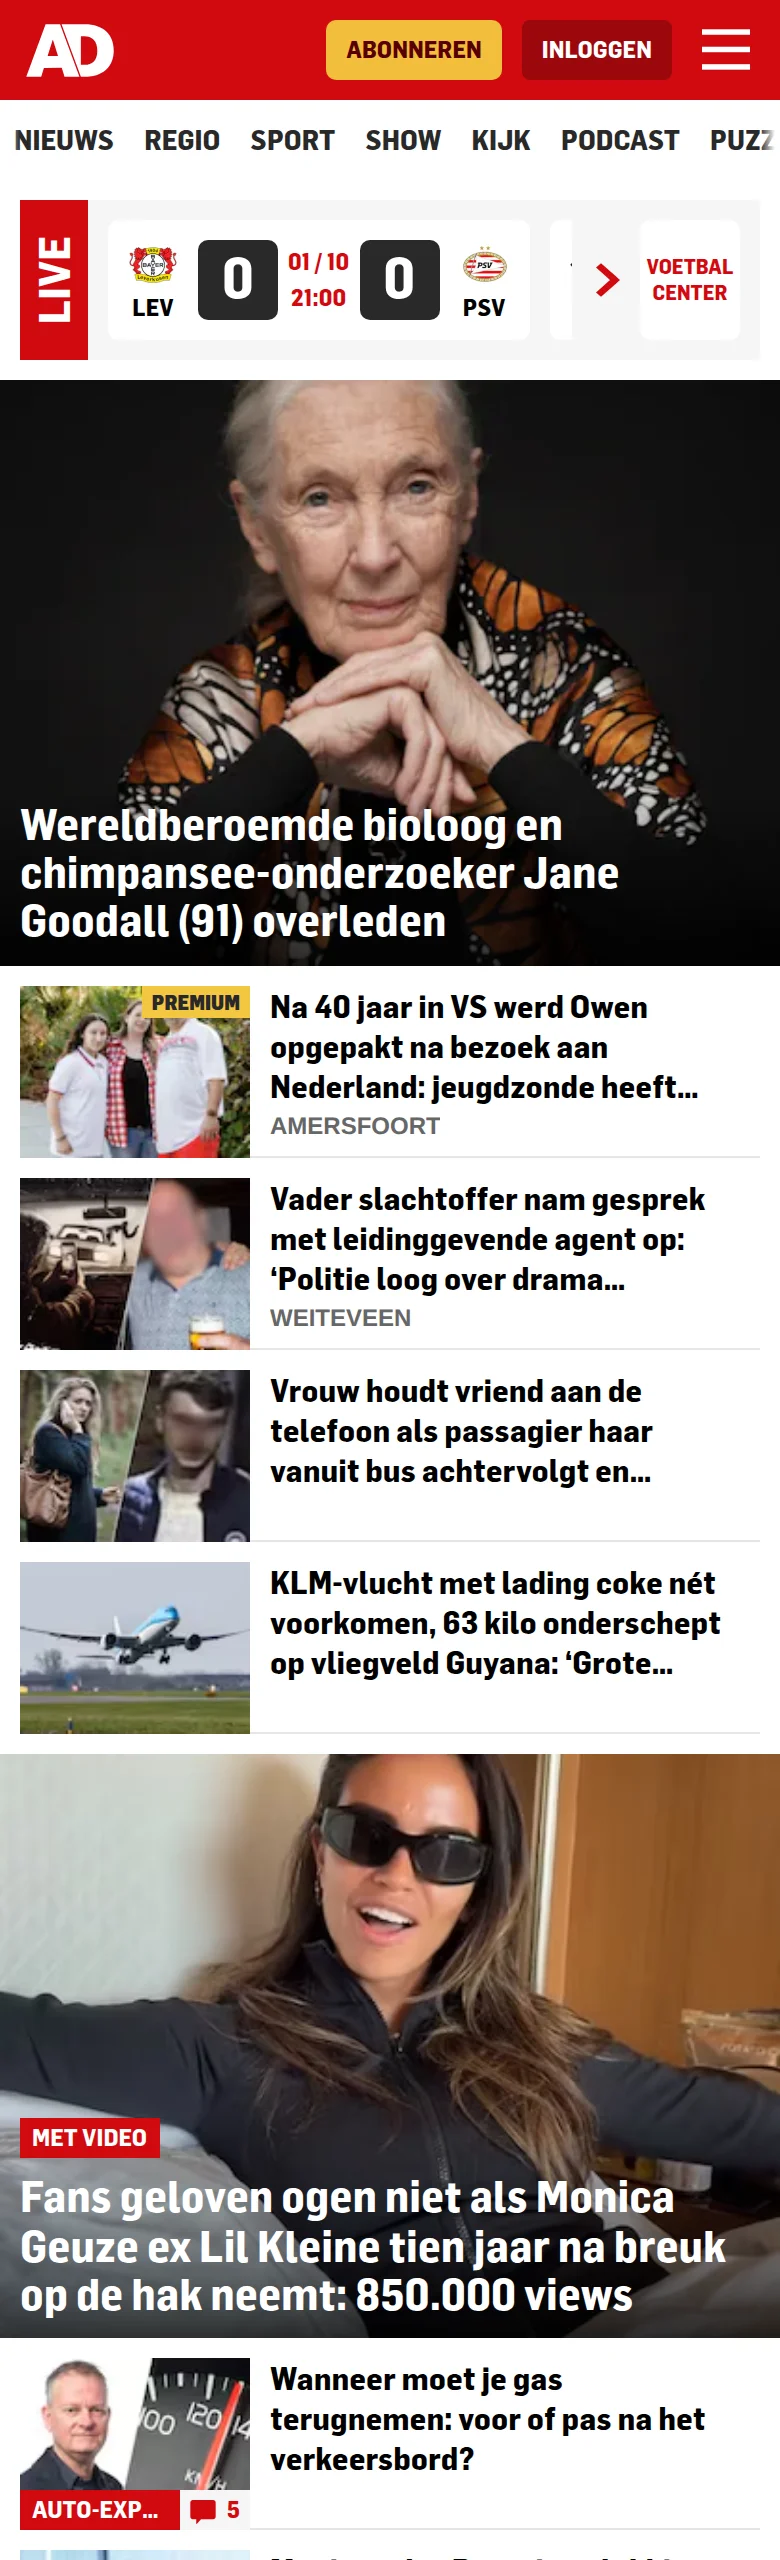 AD
ABONNEREN
INLOGGEN
NIEUWS REGIO SPORT SHOW KIJK PODCAST PUZZ
LIVE
LEV
0
01 / 10
21:00
0
PSV
VOETBAL
CENTER
Wereldberoemde bioloog en
chimpansee-onderzoeker Jane
Goodall (91) overleden
PREMIUM
Na 40 jaar in VS werd Owen
opgepakt na bezoek aan
Nederland: jeugdzonde heeft...
AMERSFOORT
Vader slachtoffer nam gesprek
met leidinggevende agent op:
‘Politie loog over drama...
WEITEVEEN
Vrouw houdt vriend aan de
telefoon als passagier haar
vanuit bus achtervolgt en...
KLM-vlucht met lading coke nét
voorkomen, 63 kilo onderschept
op vliegveld Guyana: ‘Grote...
MET VIDEO
Fans geloven ogen niet als Monica
Geuze ex Lil Kleine tien jaar na breuk
op de hak neemt: 850.000 views
100 120 14
KM/H
AUTO-EXP...
5
Wanneer moet je gas
terugnemen: voor of pas na het
verkeersbord?